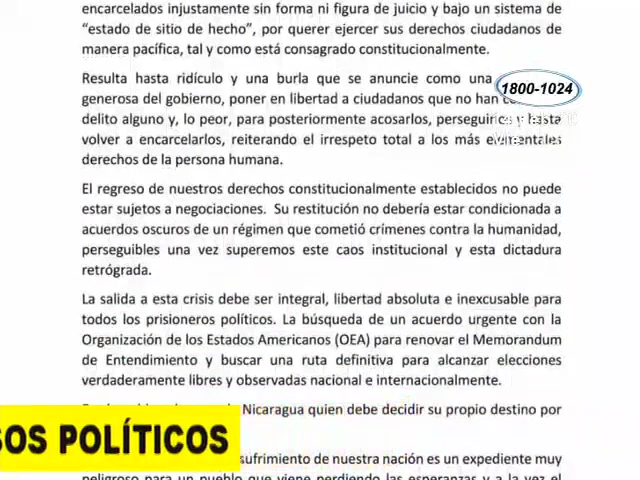 encarcelados injustamente sin forma ni figura de juicio y bajo un sistema de
“estado de sitio de hecho”, por querer ejercer sus derechos ciudadanos de
manera pacífica, tal y como está consagrado constitucionalmente.
Resulta hasta ridículo y una burla que se anuncie como una
generosa del gobierno, poner en libertad a ciudadanos que no han
delito alguno y, lo peor, para posteriormente acosarlos, perseguirlos y hasta
volver a encarcelarlos, reiterando el irrespeto total a los más elementales
derechos de la persona humana.
1800-1024
El regreso de nuestros derechos constitucionalmente establecidos no puede
estar sujetos a negociaciones. Su restitución no debería estar condicionada a
acuerdos oscuros de un régimen que cometió crímenes contra la humanidad,
perseguibles una vez superemos este caos institucional y esta dictadura
retrógrada.
La salida a esta crisis debe ser integral, libertad absoluta e inexcusable para
todos los prisioneros políticos. La búsqueda de un acuerdo urgente con la
Organización de los Estados Americanos (OEA) para renovar el Memorandum
de Entendimiento y buscar una ruta definitiva para alcanzar elecciones
verdaderamente libres y observadas nacional e internacionalmente.
Nicaragua quien debe decidir su propio destino por
sufrimiento de nuestra nación es un expediente muy
peligroso para un pueblo que viene perdiendo las esperanzas y a la vez el
SOS POLÍTICOS